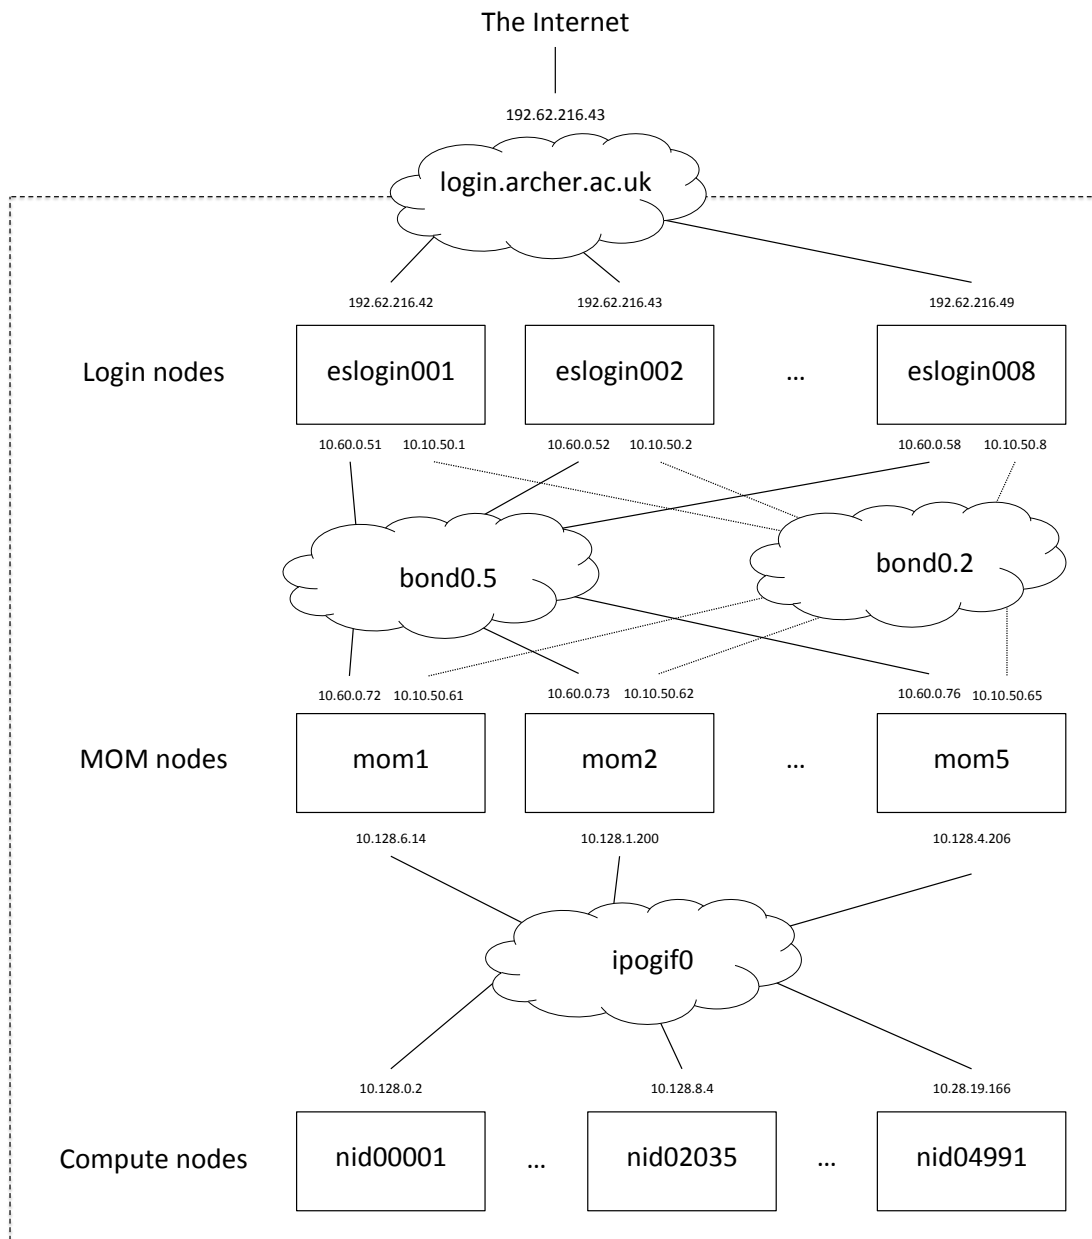 The Internet
192.62.216.43
login.archer.ac.uk
192.62.216.42 192.62.216.43 192.62.216.49
Login nodes eslogin001 eslogin002 ... eslogin008
10.60.0.51 10.10.50.1 10.60.0.52 10.10.50.2 10.60.0.58 10.10.50.8
bond0.5 bond0.2
10.60.0.72 10.10.50.61 10.60.0.73 10.10.50.62 10.60.0.76 10.10.50.65
MOM nodes mom1 mom2 ... mom5
10.128.6.14 10.128.1.200 10.128.4.206
ipogif0
10.128.0.2 10.128.8.4 10.28.19.166
Compute nodes nid00001 ... nid02035 ... nid04991